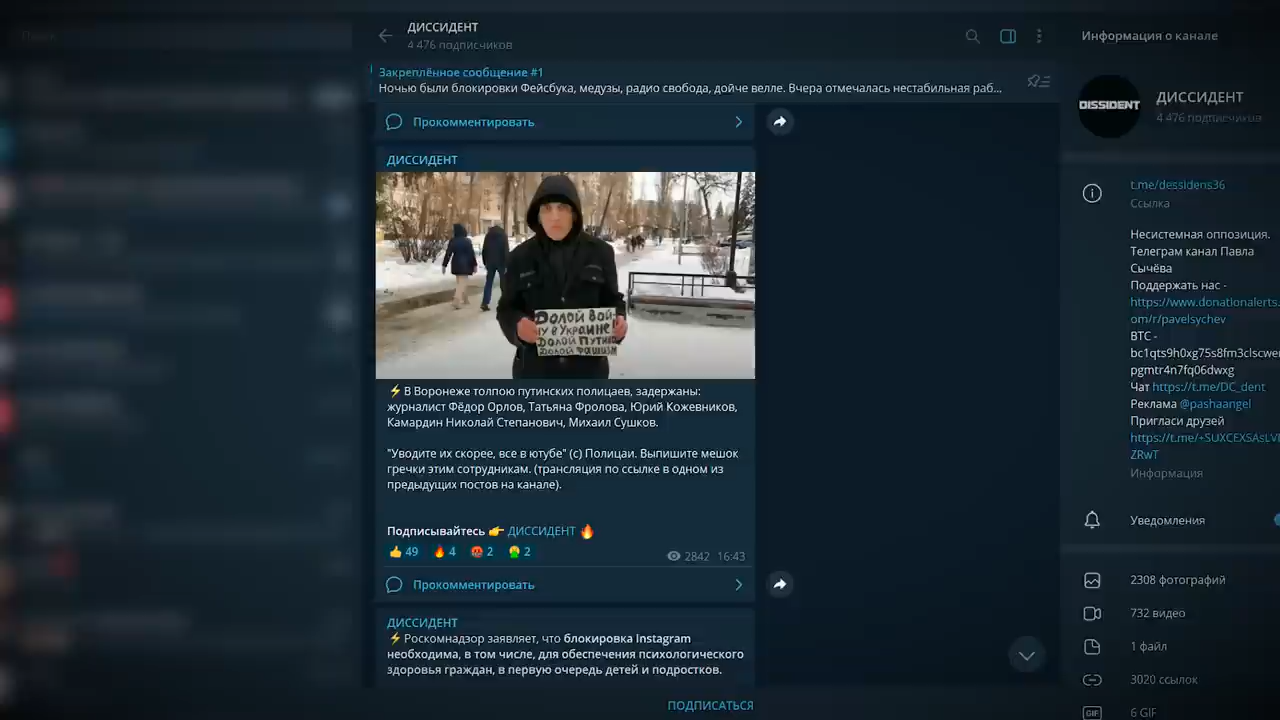 ДИССИДЕНТ
4 476 подписчиков
Закреплённое сообщение #1
Ночью были блокировки Фейсбука, медузы, радио свобода, дойче велле. Вчера отмечалась нестабильная раб...
Прокомментировать
ДИССИДЕНТ
ДОЛОЙ ВОЙ-
НУ В УКРАИНЕ!
ДОЛОЙ ПУТИНА
ДОЛОЙ ФАШИЗМ
⚡В Воронеже толпою путинских полицаев, задержаны:
журналист Фёдор Орлов, Татьяна Фролова, Юрий Кожевников,
Камардин Николай Степанович, Михаил Сушков.
"Уводите их скорее, все в ютубе" (с) Полицаи. Выпишите мешок
гречки этим сотрудникам. (трансляция по ссылке в одном из
предыдущих постов на канале).
Подписывайтесь 👉 ДИССИДЕНТ 🔥
👍 49 🔥 4 🤬 2 🤮 2 2842 16:43
Прокомментировать
ДИССИДЕНТ
⚡Роскомнадзор заявляет, что блокировка Instagram
необходима, в том числе, для обеспечения психологического
здоровья граждан, в первую очередь детей и подростков.
ПОДПИСАТЬСЯ
Информация о канале
DISSIDENT
ДИССИДЕНТ
4 476 подписчиков
t.me/dessidens36
Ссылка
Несистемная оппозиция.
Телеграм канал Павла
Сычёва
Поддержать нас -
https://www.donationalerts.
om/r/pavelsychev
BTC -
bc1qts9h0xg75s8fm3clscwe
pgmtr4n7fq06dwxg
Чат https://t.me/DC_dent
Реклама @pashaangel
Пригласи друзей
https://t.me/+SUXCEXSAsLVI
ZRwT
Информация
Уведомления
2308 фотографий
732 видео
1 файл
3020 ссылок
GIF 6 GIF